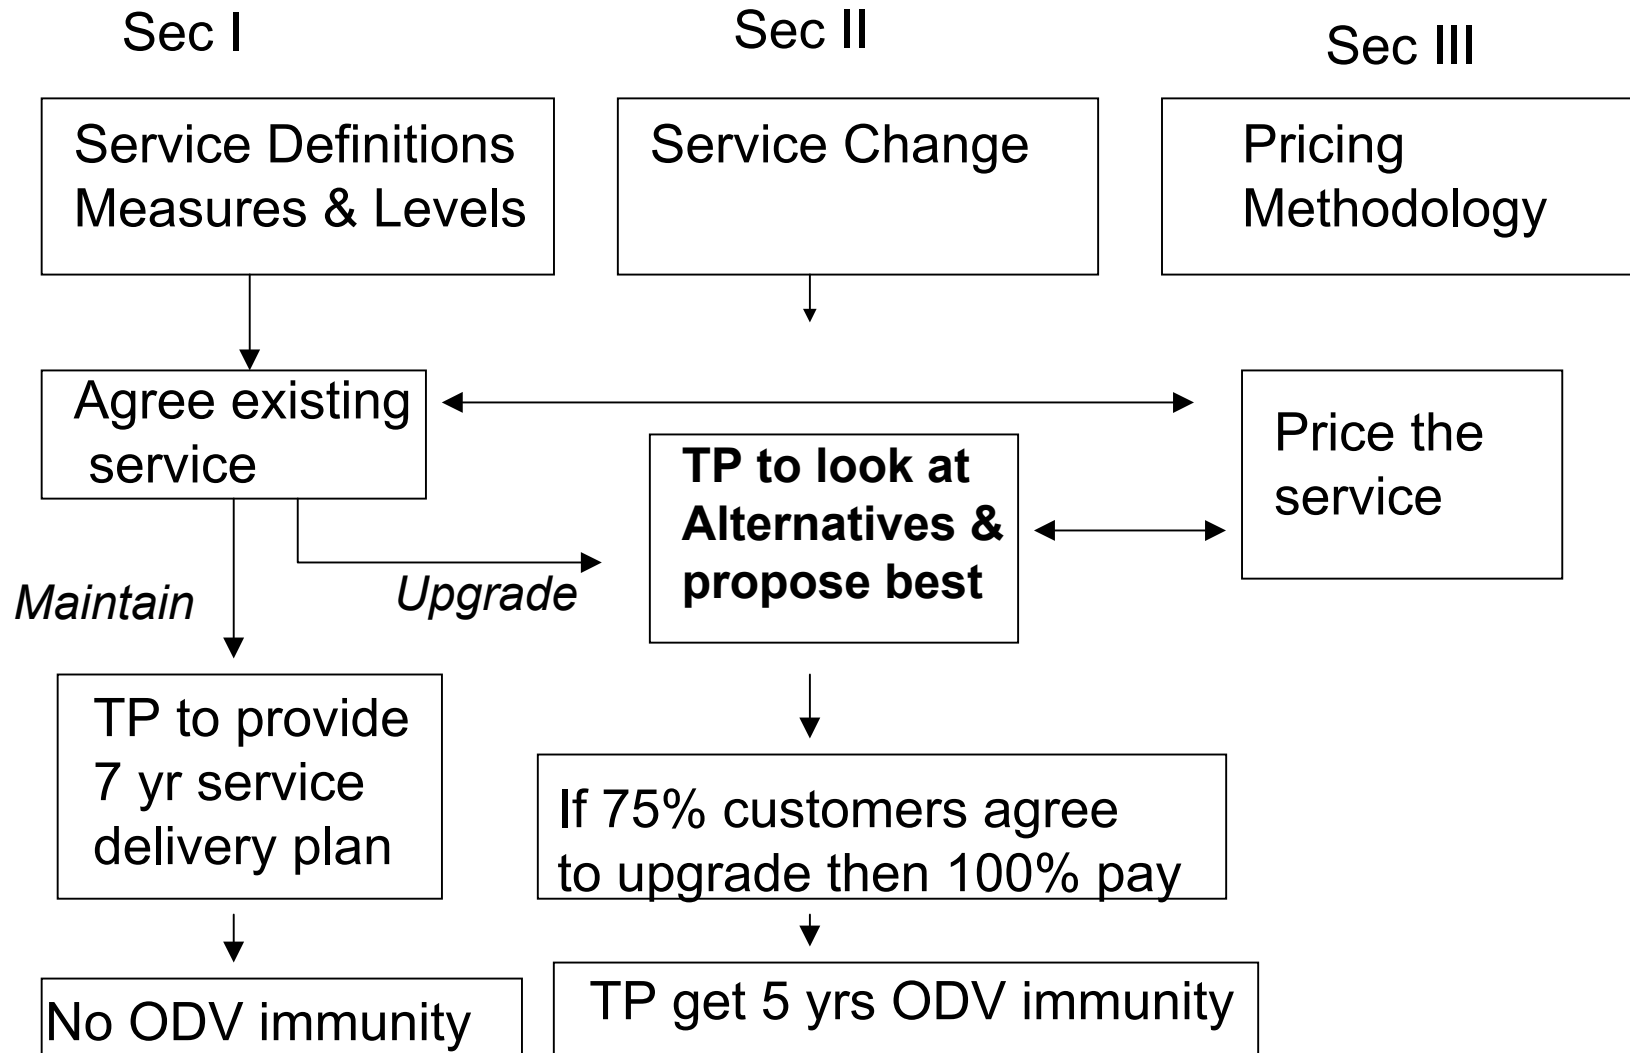 Sec I
Sec II
Sec III
Service Definitions
Measures & Levels
Service Change
Pricing
Methodology
Agree existing
service
TP to look at
Alternatives &
propose best
Price the
service
Maintain
Upgrade
TP to provide
7 yr service
delivery plan
If 75% customers agree
to upgrade then 100% pay
No ODV immunity
TP get 5 yrs ODV immunity